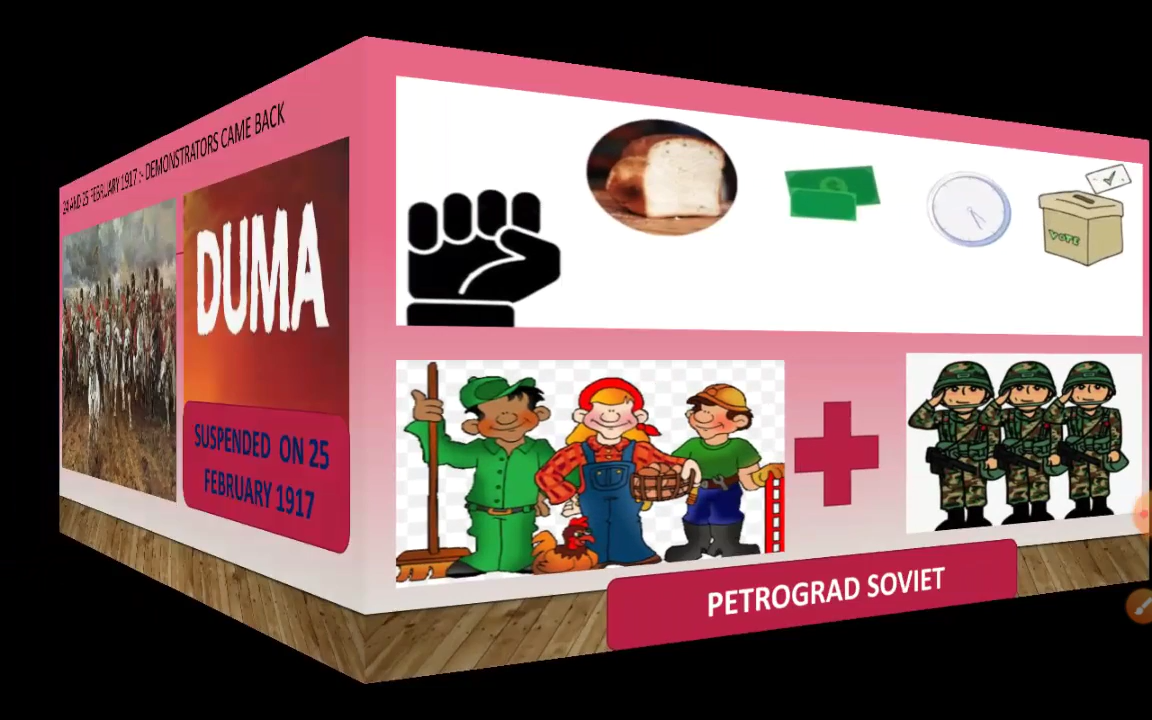 24 AND 25 FEBRUARY 1917 :- DEMONSTRATORS CAME BACK
DUMA
SUSPENDED ON 25
FEBRUARY 1917
VOTE
PETROGRAD SOVIET